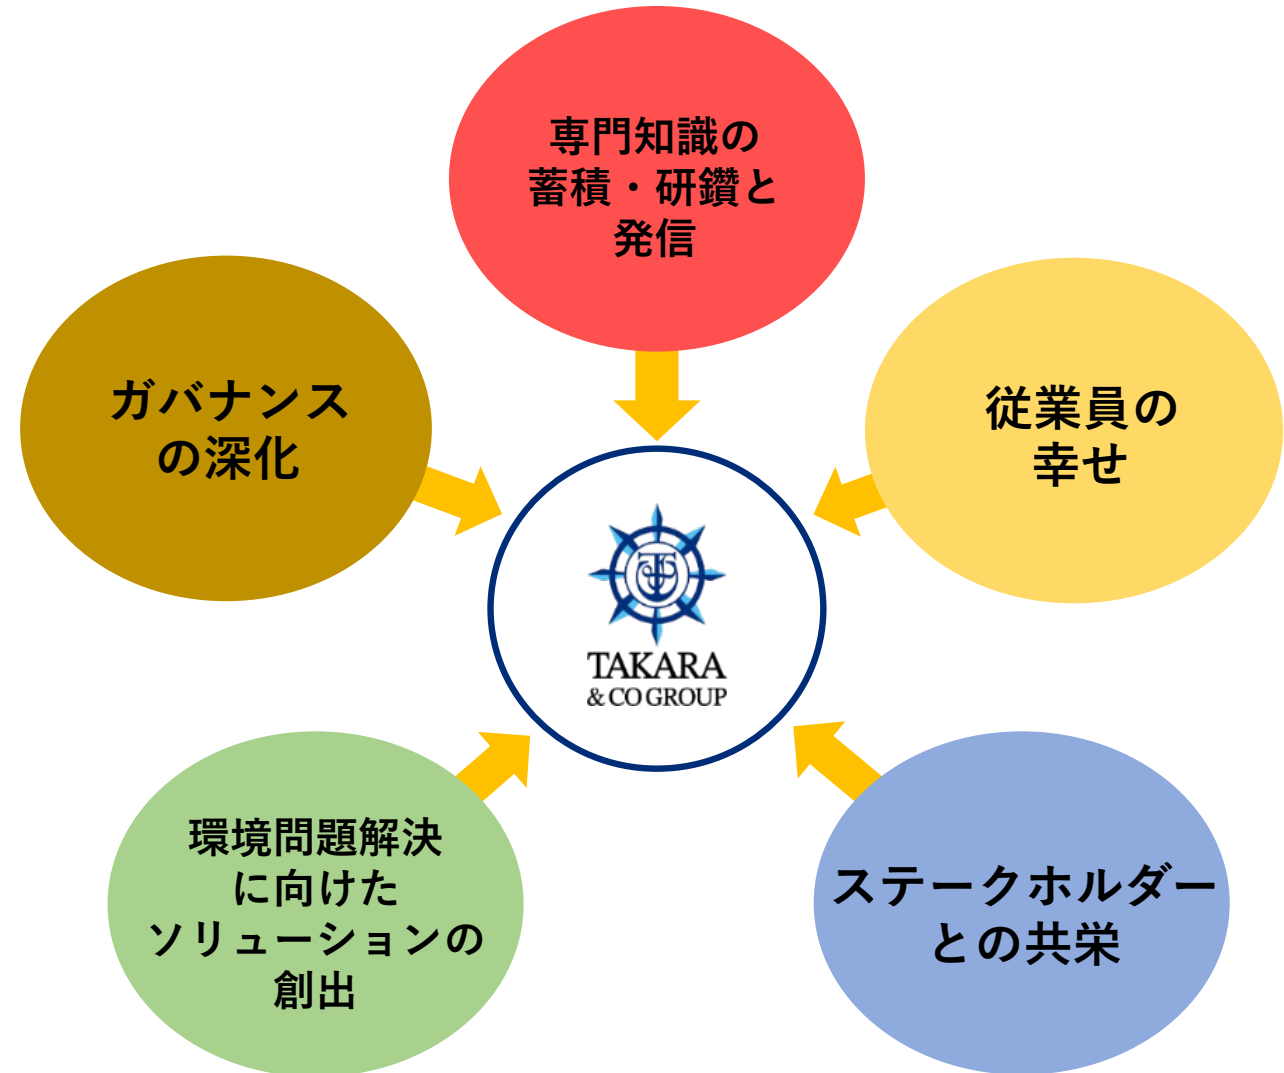 専門知識の
蓄積・研鑽と
発信
ガバナンス
の深化
従業員の
幸せ
TAKARA
& CO GROUP
環境問題解決
に向けた
ソリューションの
創出
ステークホルダー
との共栄